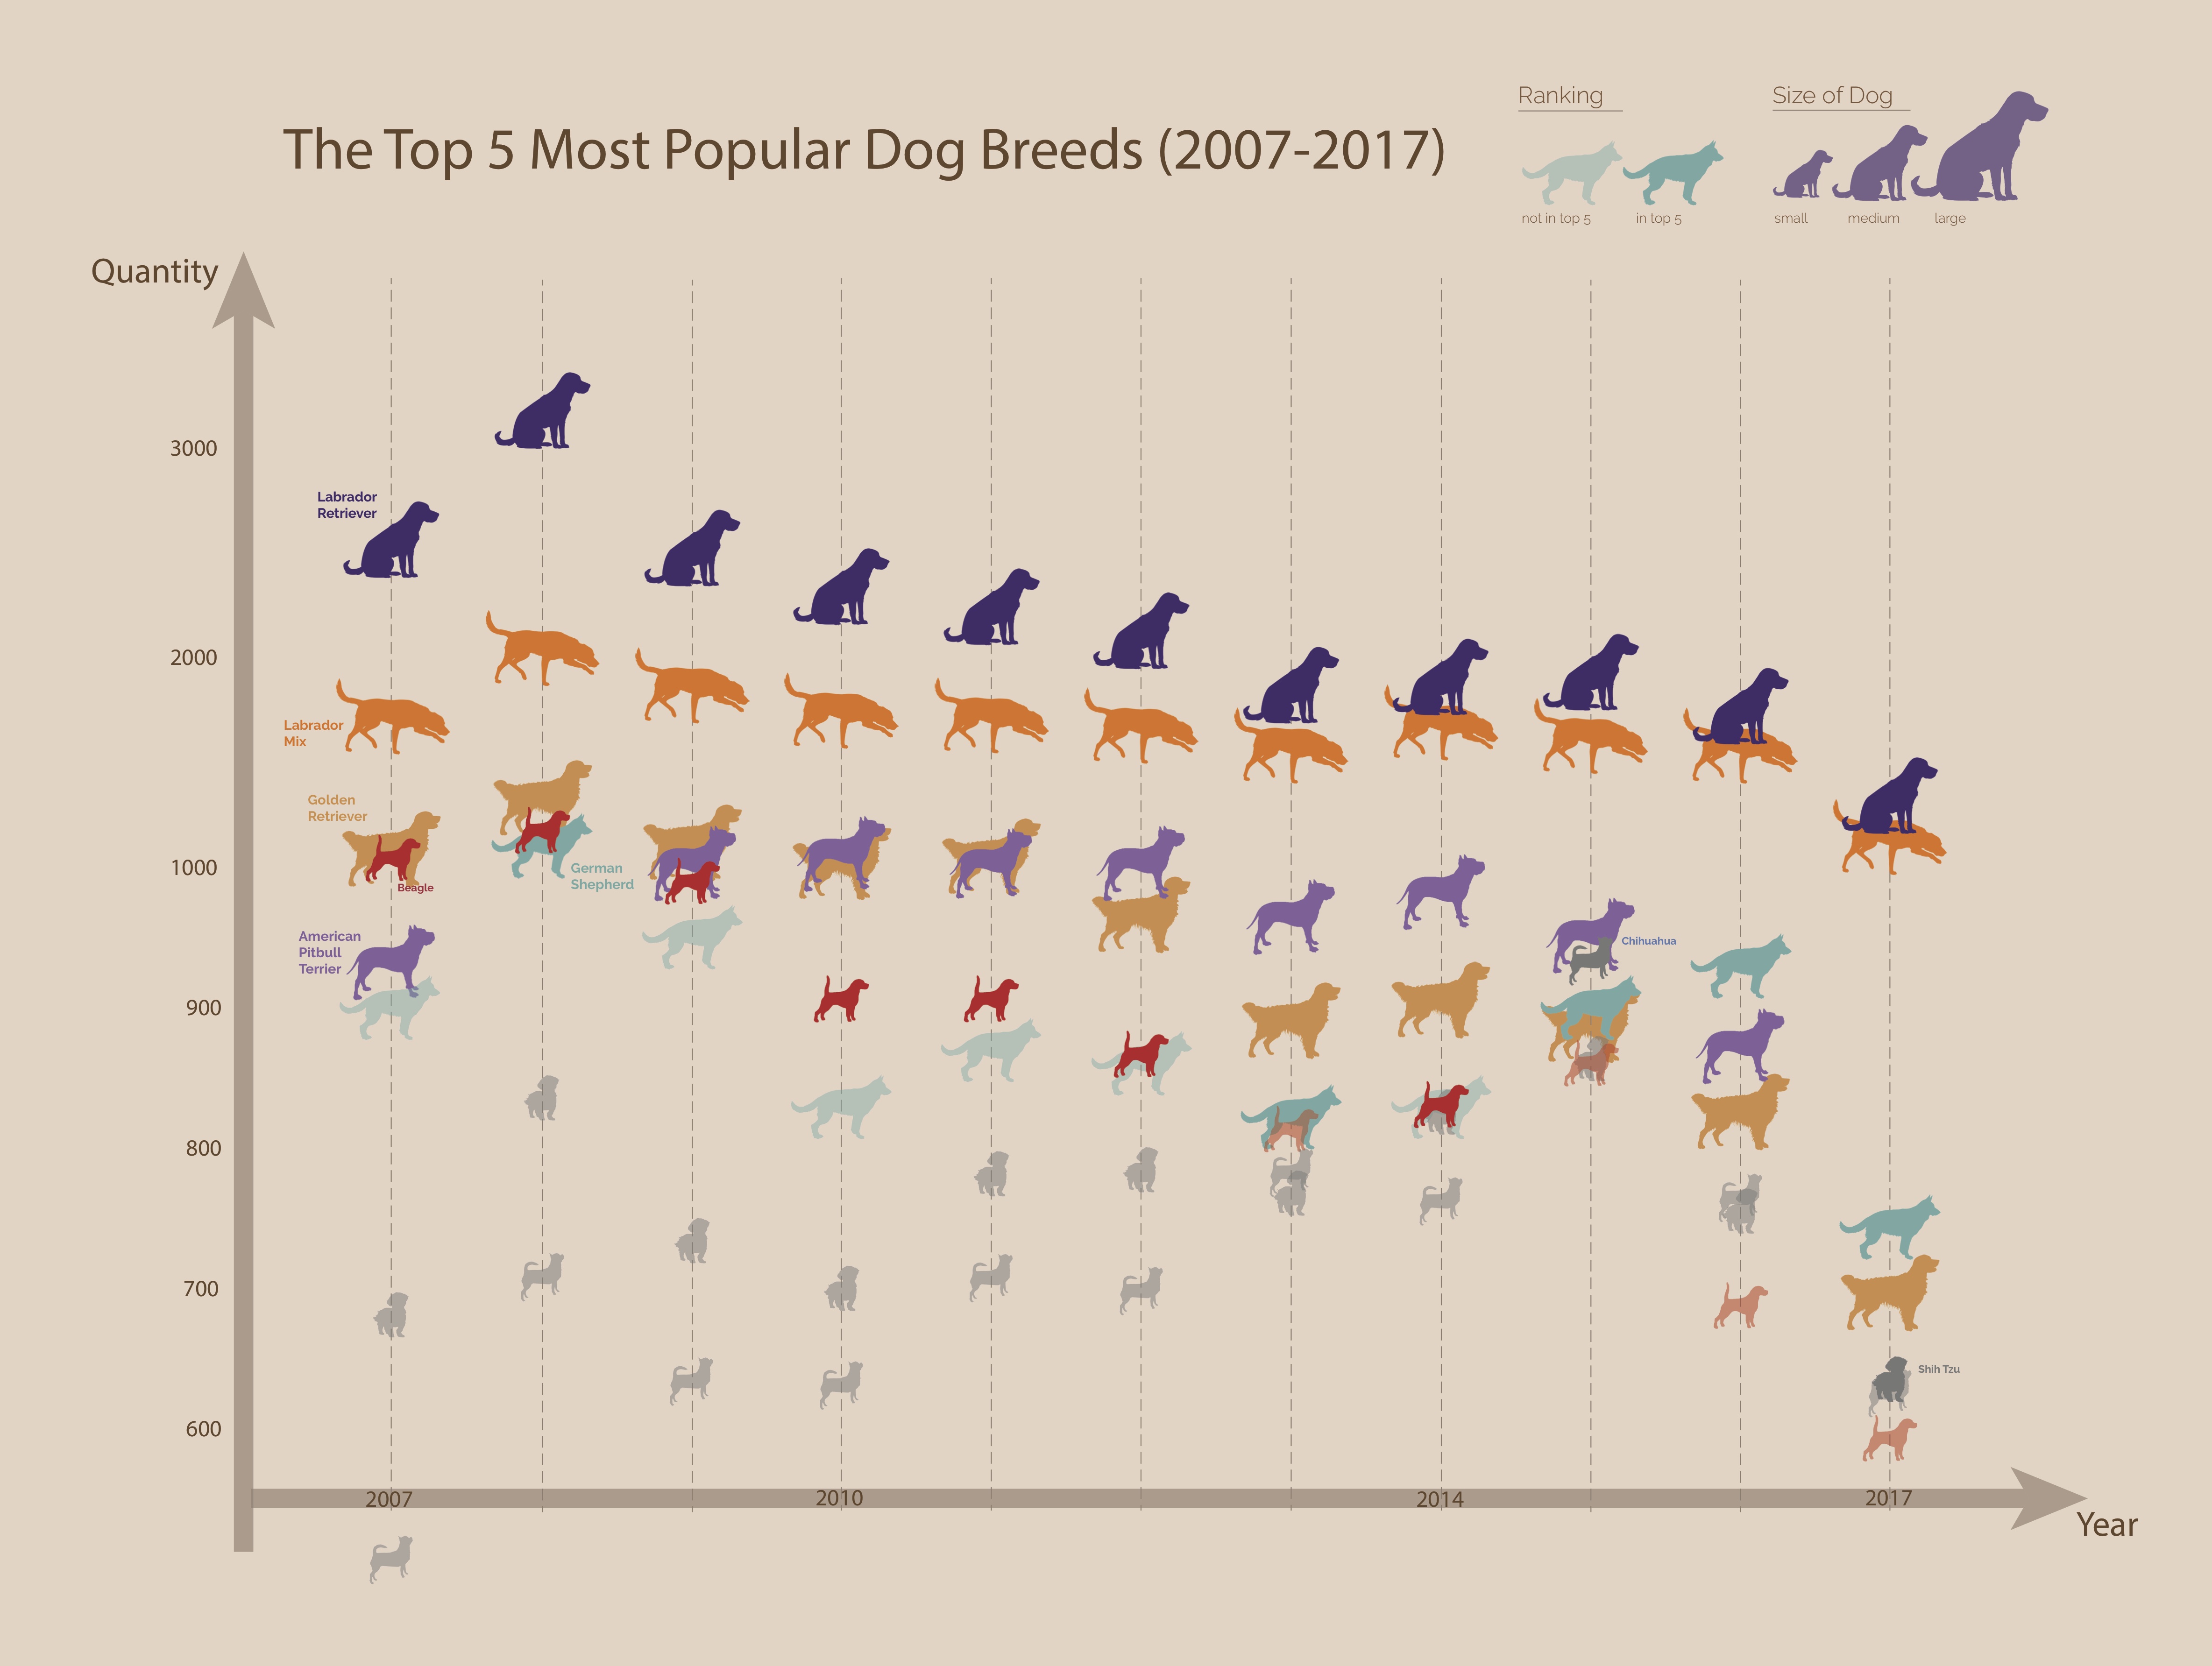 The Top 5 Most Popular Dog Breeds (2007-2017)
Ranking
not in top 5
in top 5
Size of Dog
small
medium
large
Quantity
3000
2000
1000
900
800
700
600
Labrador
Retriever
Labrador
Mix
Golden
Retriever
Beagle
German
Shepherd
American
Pitbull
Terrier
Chihuahua
Shih Tzu
2007
2010
2014
2017
Year